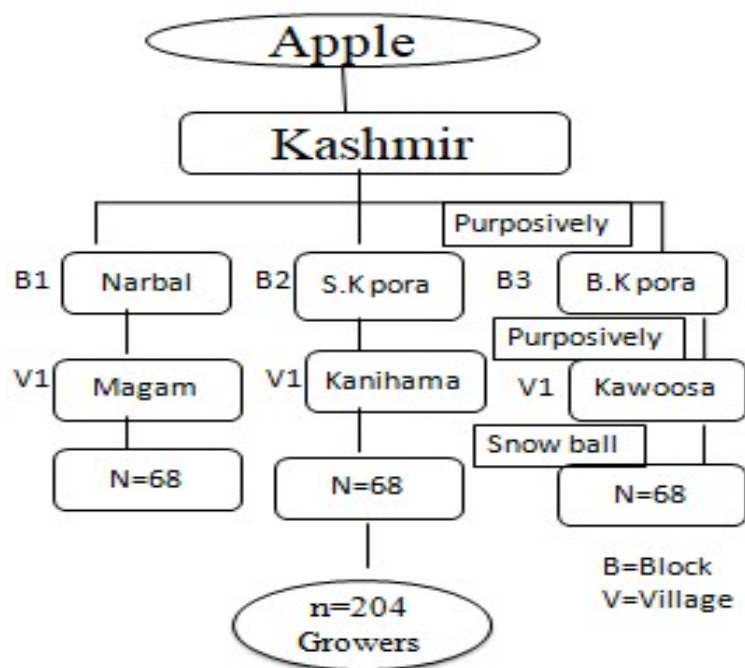 Apple
Kashmir
Purposively
B1 Narbal B2 S.K pora B3 B.K pora
Purposively
V1 Magam V1 Kanihama V1 Kawoosa
Snow ball
N=68 N=68 N=68
B=Block
V=Village
n=204
Growers